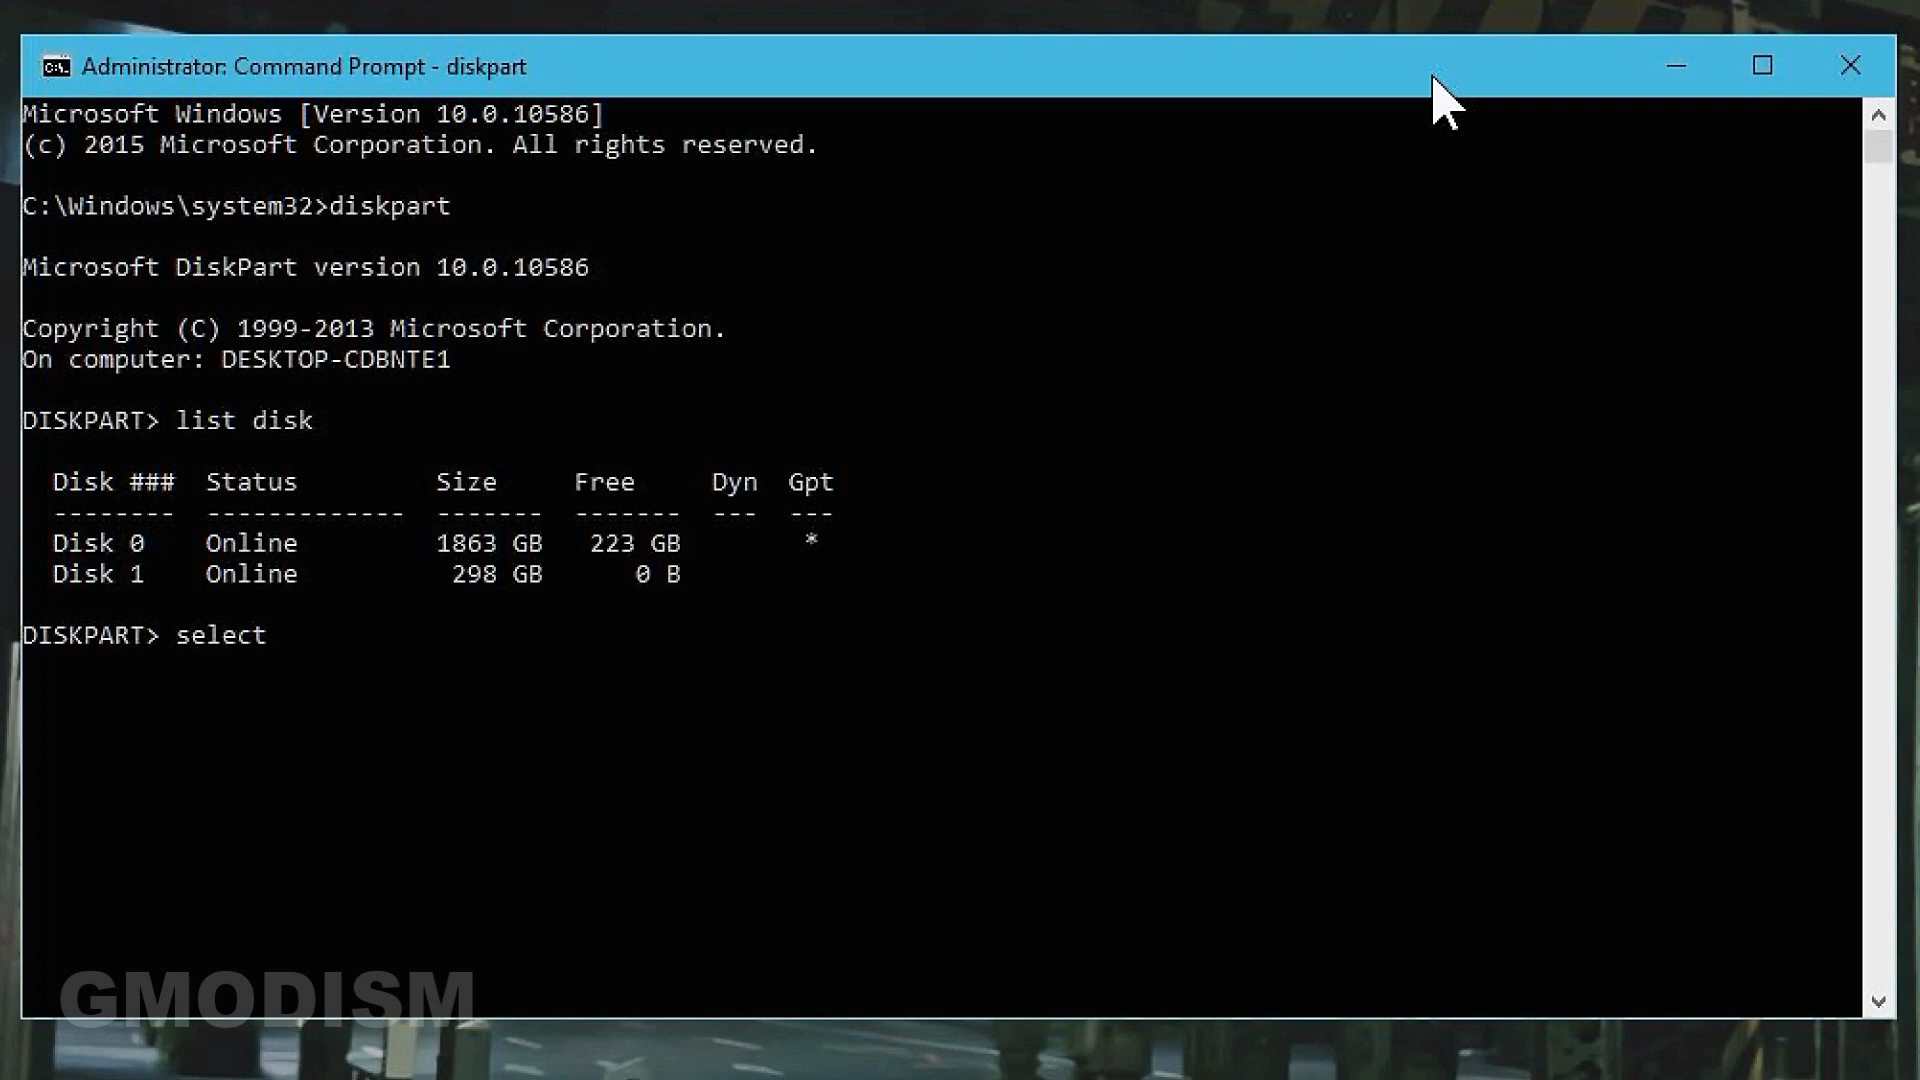 Administrator: Command Prompt - diskpart
Microsoft Windows [Version 10.0.10586]
(c) 2015 Microsoft Corporation. All rights reserved.
C:\Windows\system32>diskpart
Microsoft DiskPart version 10.0.10586
Copyright (C) 1999-2013 Microsoft Corporation.
On computer: DESKTOP-CDBNTE1
DISKPART> list disk
  Disk ###  Status         Size     Free     Dyn  Gpt
  --------  -------------  -------  -------  ---  ---
  Disk 0    Online         1863 GB   223 GB        *
  Disk 1    Online          298 GB      0 B
DISKPART> select
GMODISM